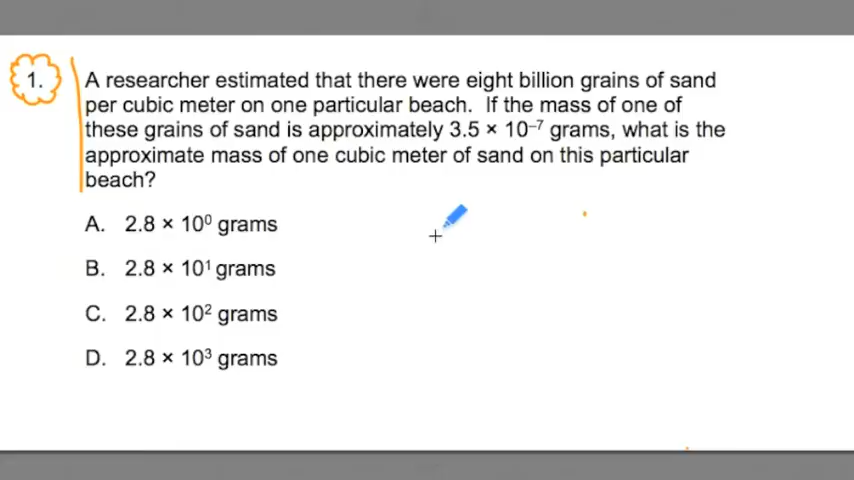 1. A researcher estimated that there were eight billion grains of sand
per cubic meter on one particular beach. If the mass of one of
these grains of sand is approximately 3.5 × 10⁻⁷ grams, what is the
approximate mass of one cubic meter of sand on this particular
beach?
A. 2.8 × 10⁰ grams
B. 2.8 × 10¹ grams
C. 2.8 × 10² grams
D. 2.8 × 10³ grams